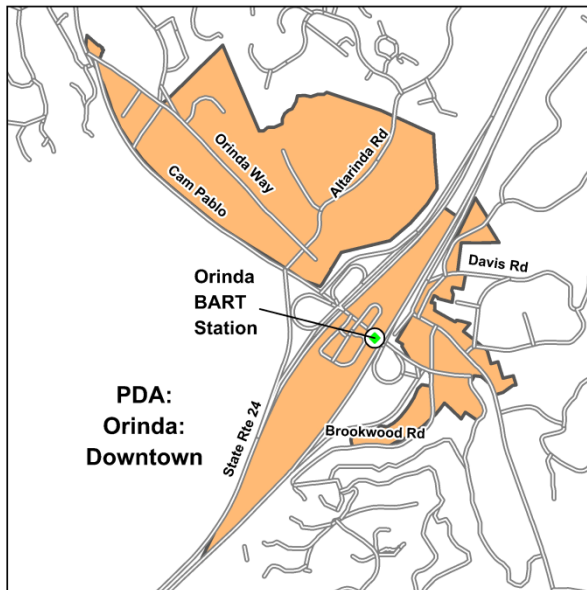 Orinda Way
Altarinda Rd
Cam Pablo
Davis Rd
Orinda
BART
Station
PDA:
Orinda:
Downtown
State Rte 24
Brookwood Rd